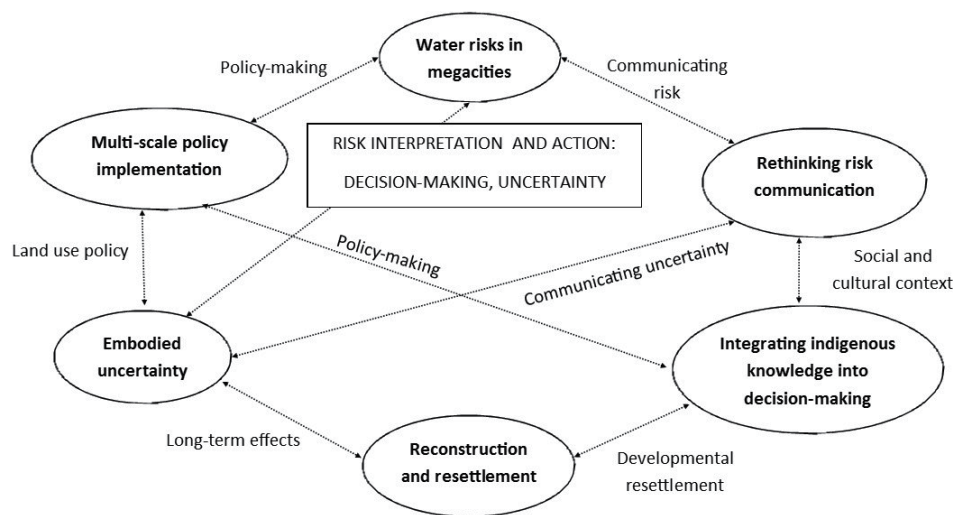 Water risks in
megacities
Policy-making
Communicating
risk
Multi-scale policy
implementation
RISK INTERPRETATION AND ACTION:
DECISION-MAKING, UNCERTAINTY
Rethinking risk
communication
Land use policy
Policy-making
Communicating uncertainty
Social and
cultural context
Embodied
uncertainty
Integrating indigenous
knowledge into
decision-making
Long-term effects
Reconstruction
and resettlement
Developmental
resettlement